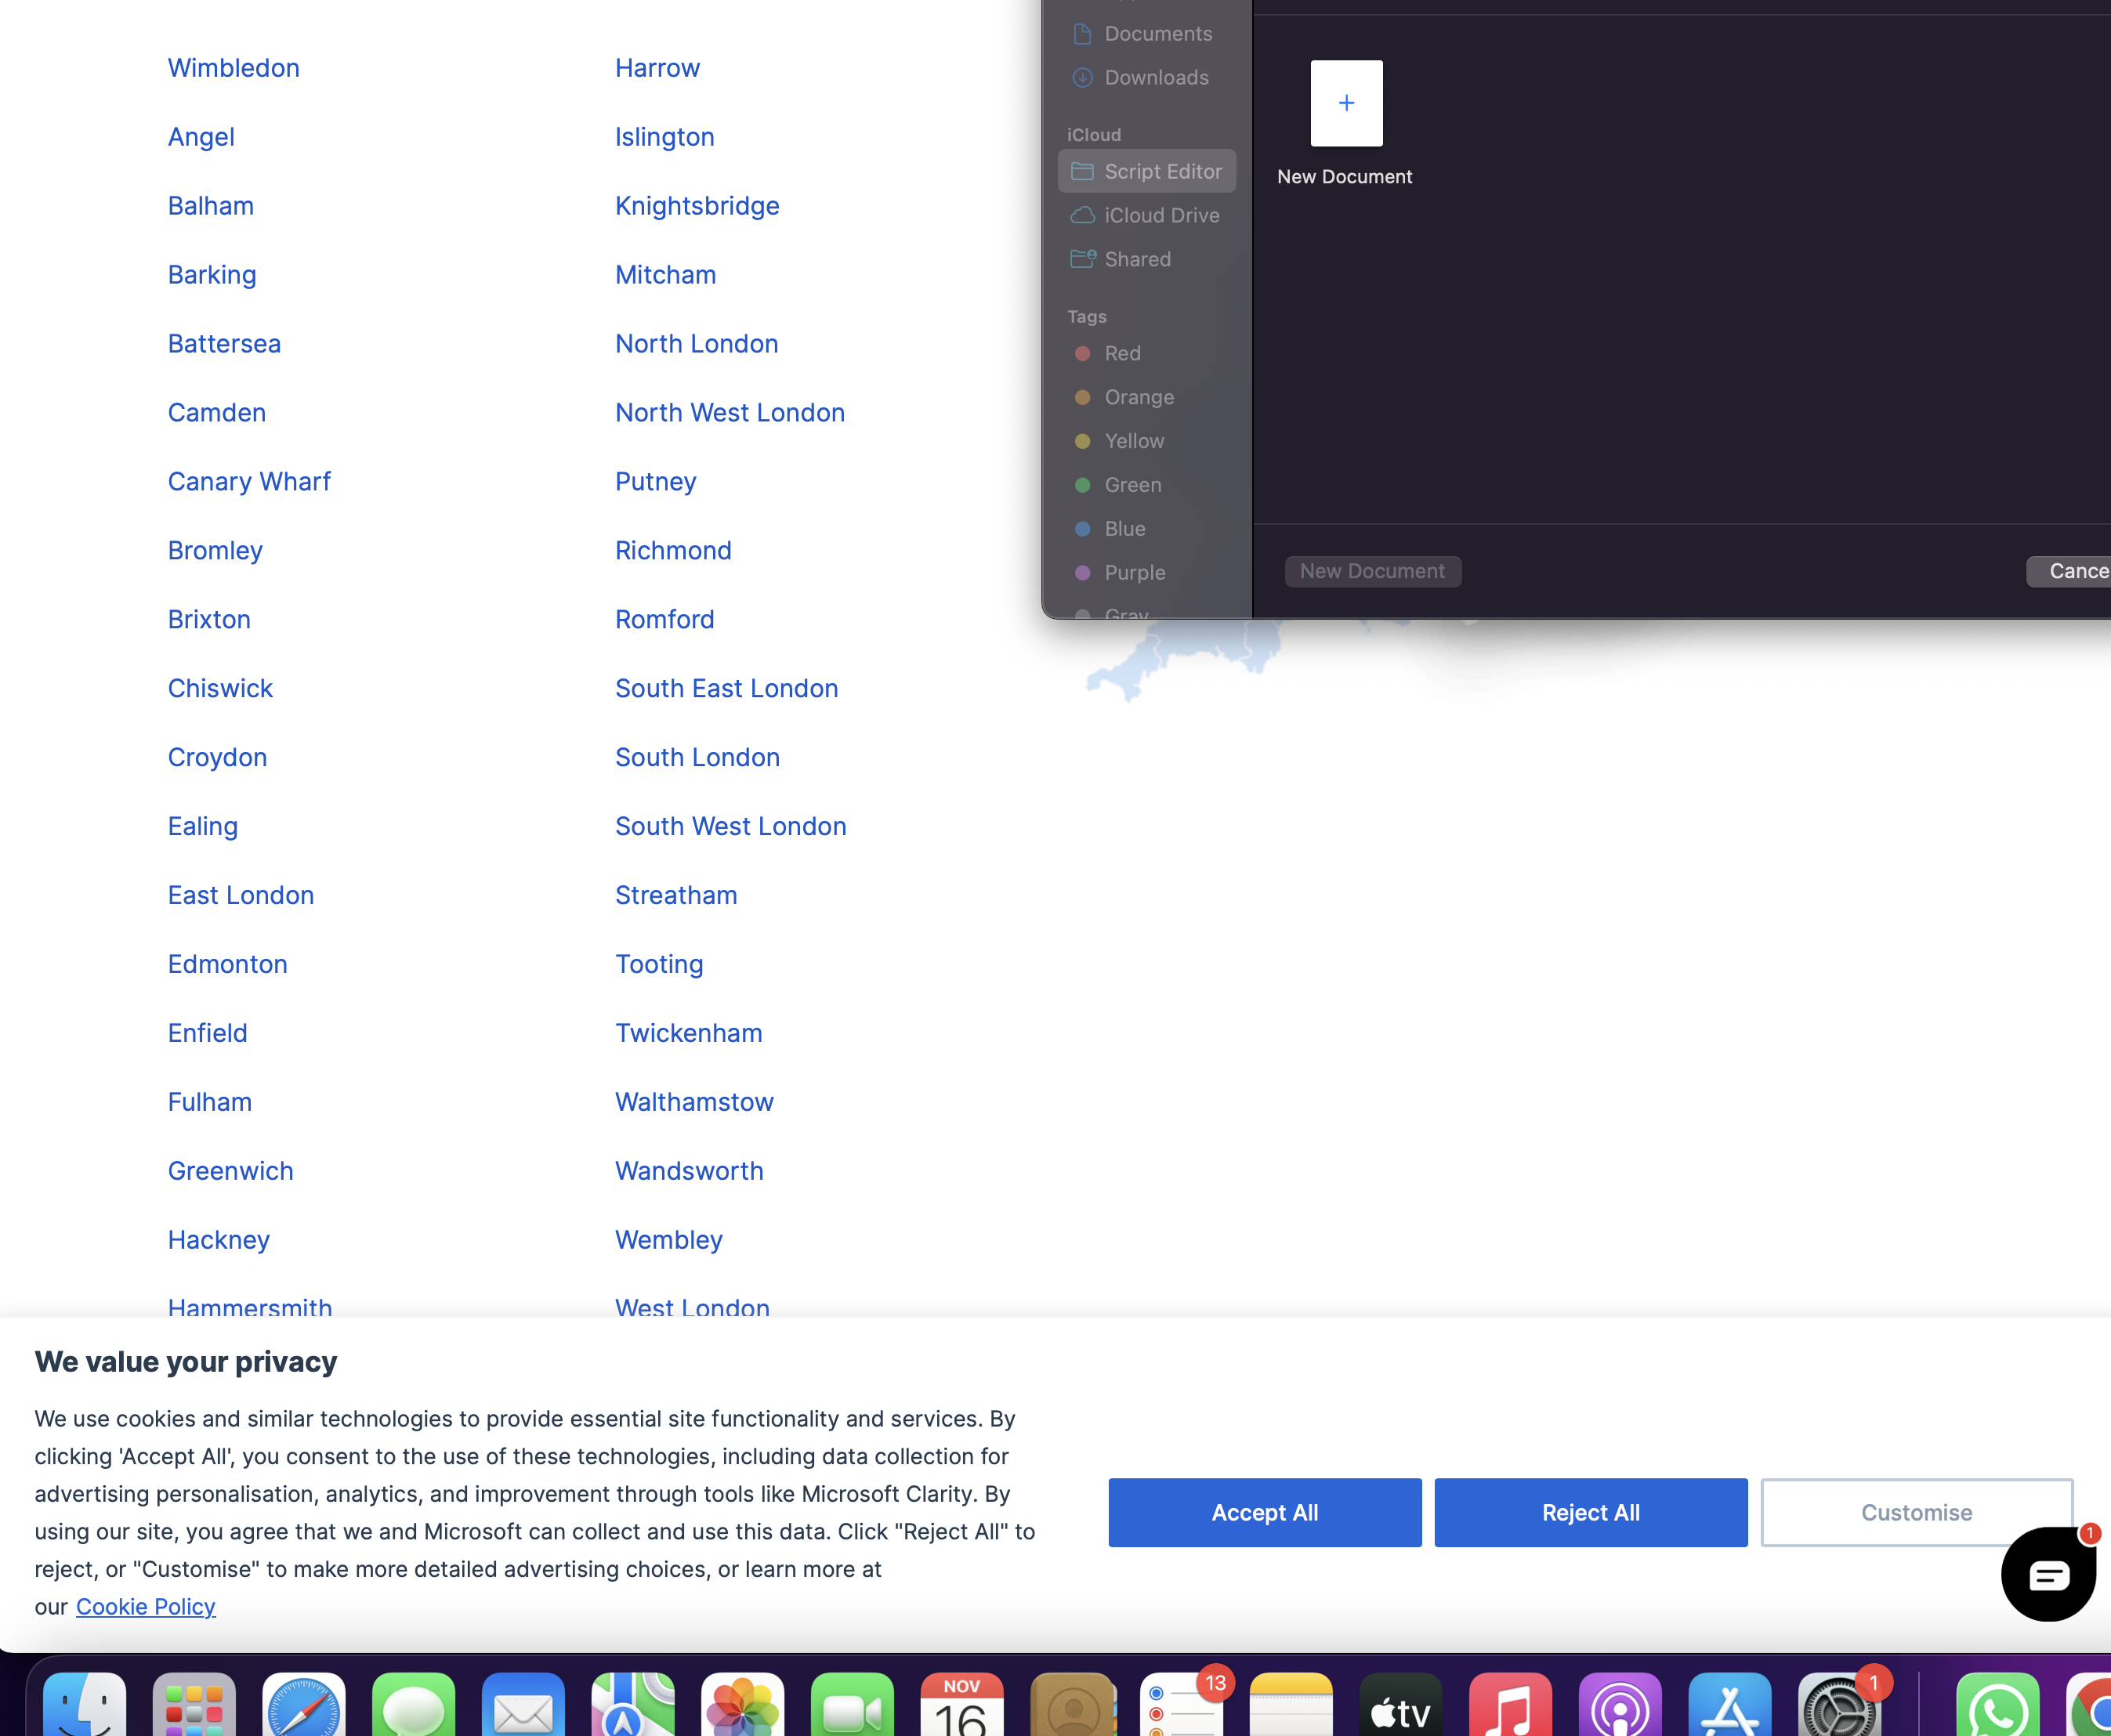 Wimbledon
Angel
Balham
Barking
Battersea
Camden
Canary Wharf
Bromley
Brixton
Chiswick
Croydon
Ealing
East London
Edmonton
Enfield
Fulham
Greenwich
Hackney
Hammersmith
Harrow
Islington
Knightsbridge
Mitcham
North London
North West London
Putney
Richmond
Romford
South East London
South London
South West London
Streatham
Tooting
Twickenham
Walthamstow
Wandsworth
Wembley
West London
Documents
Downloads
iCloud
Script Editor
iCloud Drive
Shared
Tags
Red
Orange
Yellow
Green
Blue
Purple
Gray
+
New Document
New Document
Cance
We value your privacy
We use cookies and similar technologies to provide essential site functionality and services. By
clicking 'Accept All', you consent to the use of these technologies, including data collection for
advertising personalisation, analytics, and improvement through tools like Microsoft Clarity. By
using our site, you agree that we and Microsoft can collect and use this data. Click "Reject All" to
reject, or "Customise" to make more detailed advertising choices, or learn more at
our Cookie Policy
Accept All
Reject All
Customise
1
NOV
16
13
tv
1